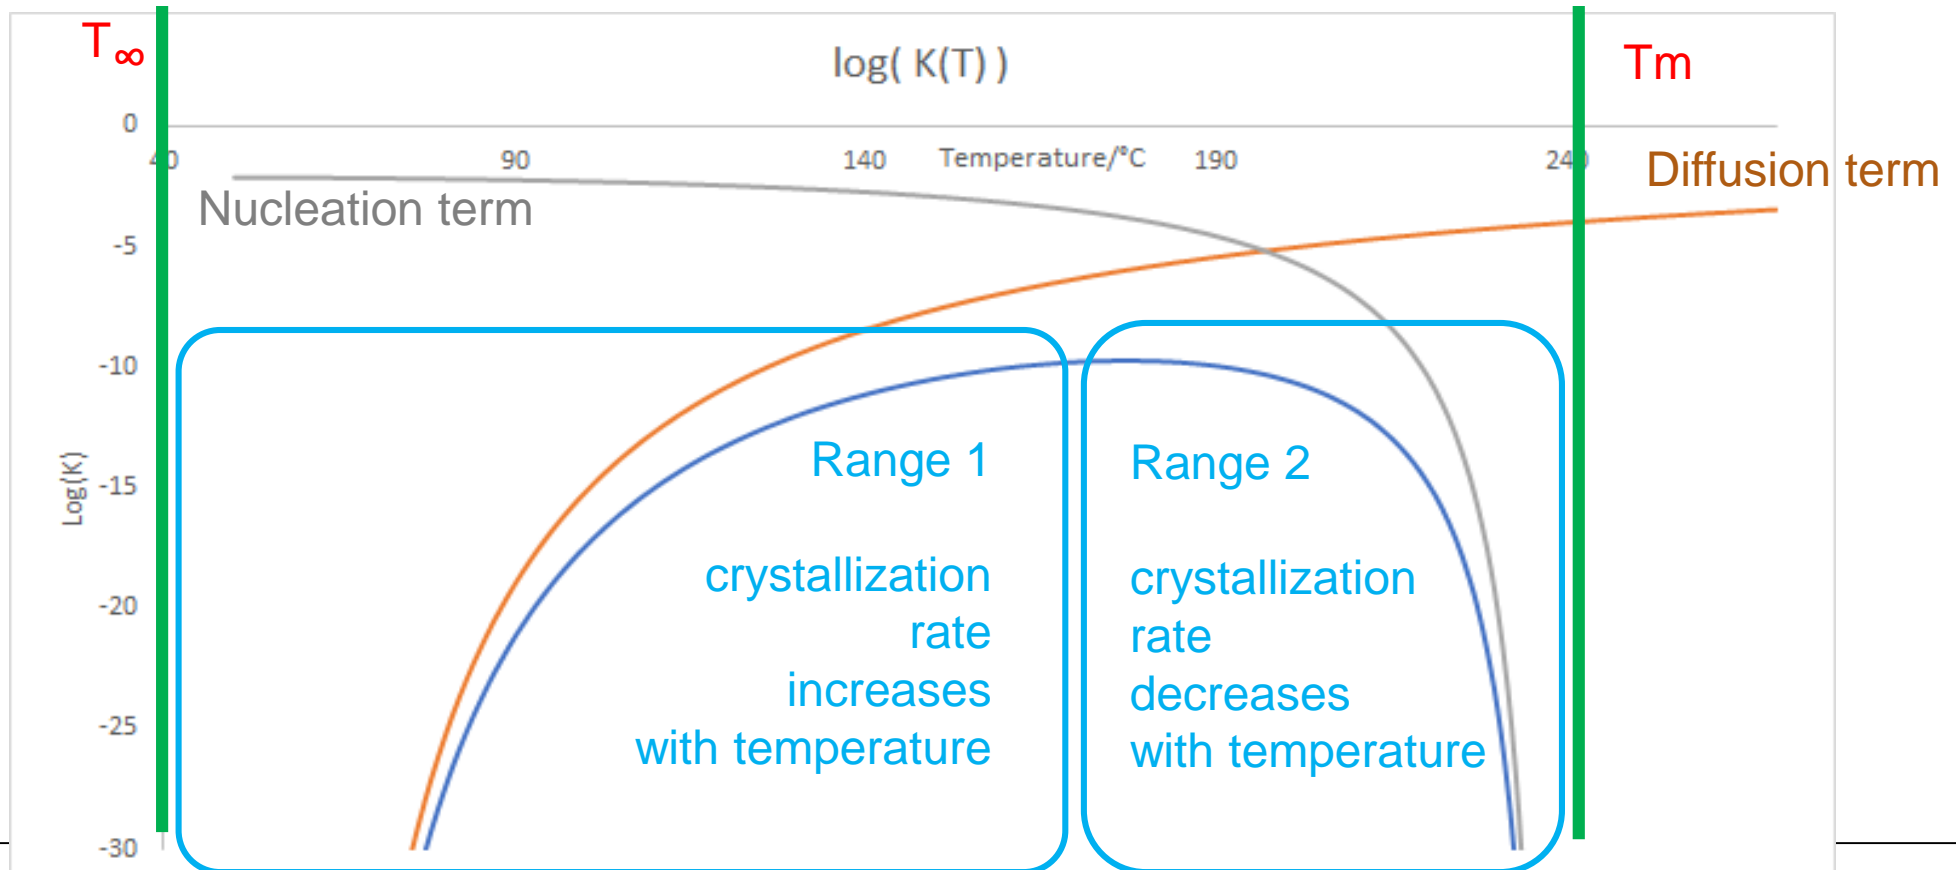 T∞
log( K(T) )
Tm
0
40
90
140
Temperature/°C
190
240
Diffusion term
Nucleation term
-5
-10
Range 1
crystallization
rate
increases
with temperature
Range 2
crystallization
rate
decreases
with temperature
Log(K)
-15
-20
-25
-30